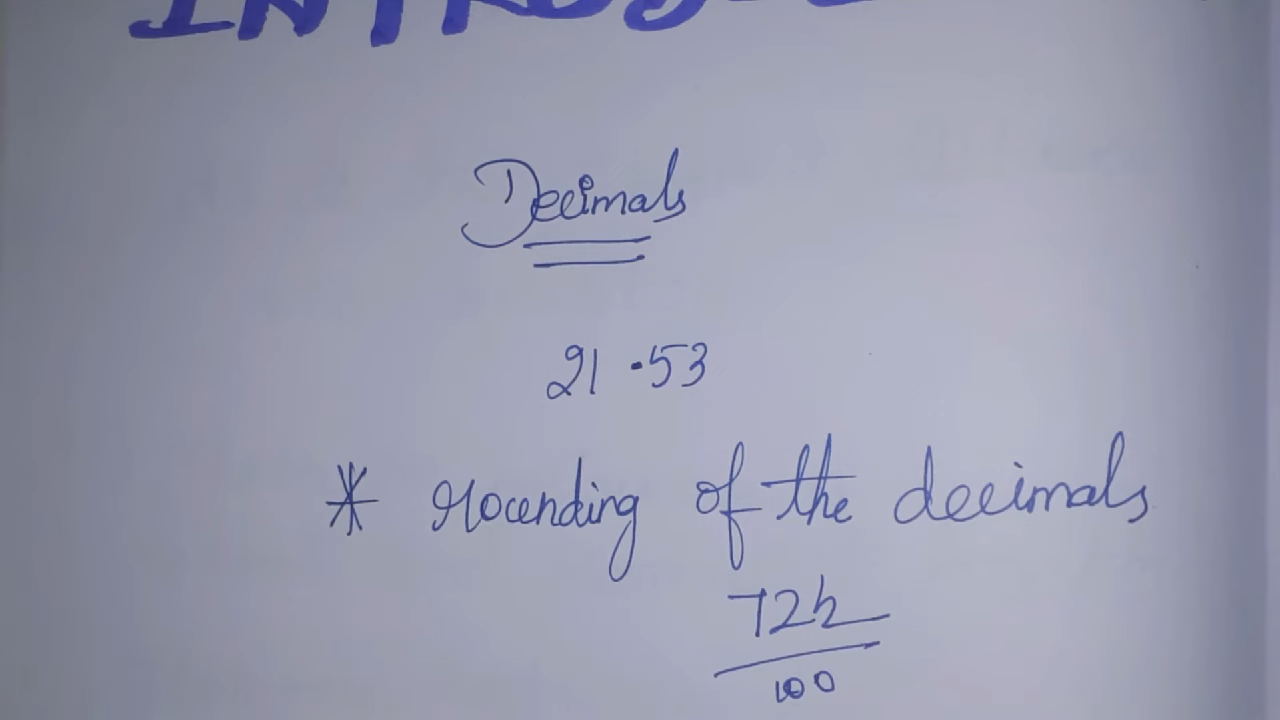 Decimals
21.53
* rounding of the decimals
100